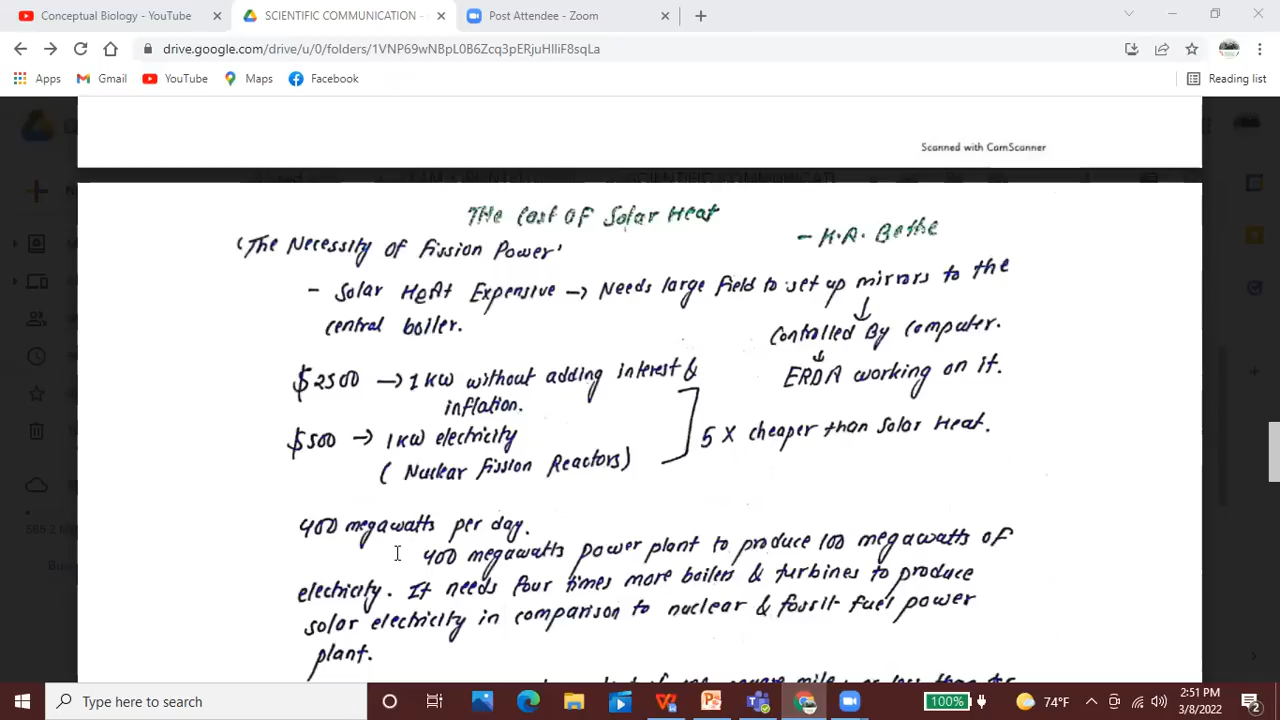 Conceptual Biology - YouTube
SCIENTIFIC COMMUNICATION -
Post Attendee - Zoom
drive.google.com/drive/u/0/folders/1VNP69wNBpL0B6Zcq3pERjuHIliF8sqLa
Apps Gmail YouTube Maps Facebook Reading list
Scanned with CamScanner
The Cost OF Solar Heat
- H.A. Bethe
'The Necessity of Fission Power'
- Solar Heat Expensive → Needs large field to set up mirrors to the
central boiler.
Controlled By Computer.
ERDA working on it.
$2500 → 1 KW without adding interest &
inflation.
$500 → 1KW electricity
(Nuclear Fission Reactors)
5 X cheaper than Solar Heat.
400 megawatts per day.
400 megawatts power plant to produce 100 megawatts of
electricity. It needs four times more boilers & turbines to produce
solar electricity in comparison to nuclear & fossil-fuel power
plant.
Type here to search
100%
74°F
2:51 PM
3/8/2022
2